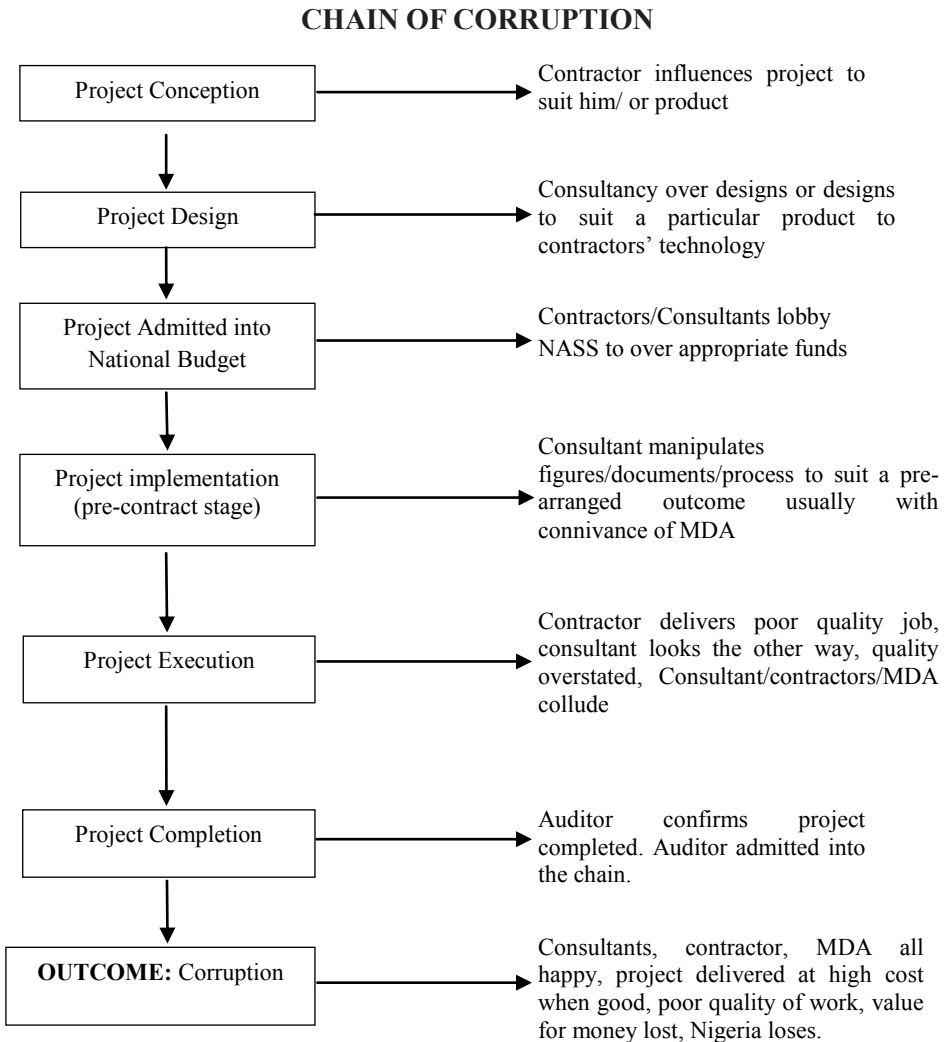 CHAIN OF CORRUPTION
Project Conception
Contractor influences project to
suit him/ or product
Project Design
Consultancy over designs or designs
to suit a particular product to
contractors’ technology
Project Admitted into
National Budget
Contractors/Consultants lobby
NASS to over appropriate funds
Project implementation
(pre-contract stage)
Consultant manipulates
figures/documents/process to suit a pre-
arranged outcome usually with
connivance of MDA
Project Execution
Contractor delivers poor quality job,
consultant looks the other way, quality
overstated, Consultant/contractors/MDA
collude
Project Completion
Auditor confirms project
completed. Auditor admitted into
the chain.
OUTCOME: Corruption
Consultants, contractor, MDA all
happy, project delivered at high cost
when good, poor quality of work, value
for money lost, Nigeria loses.